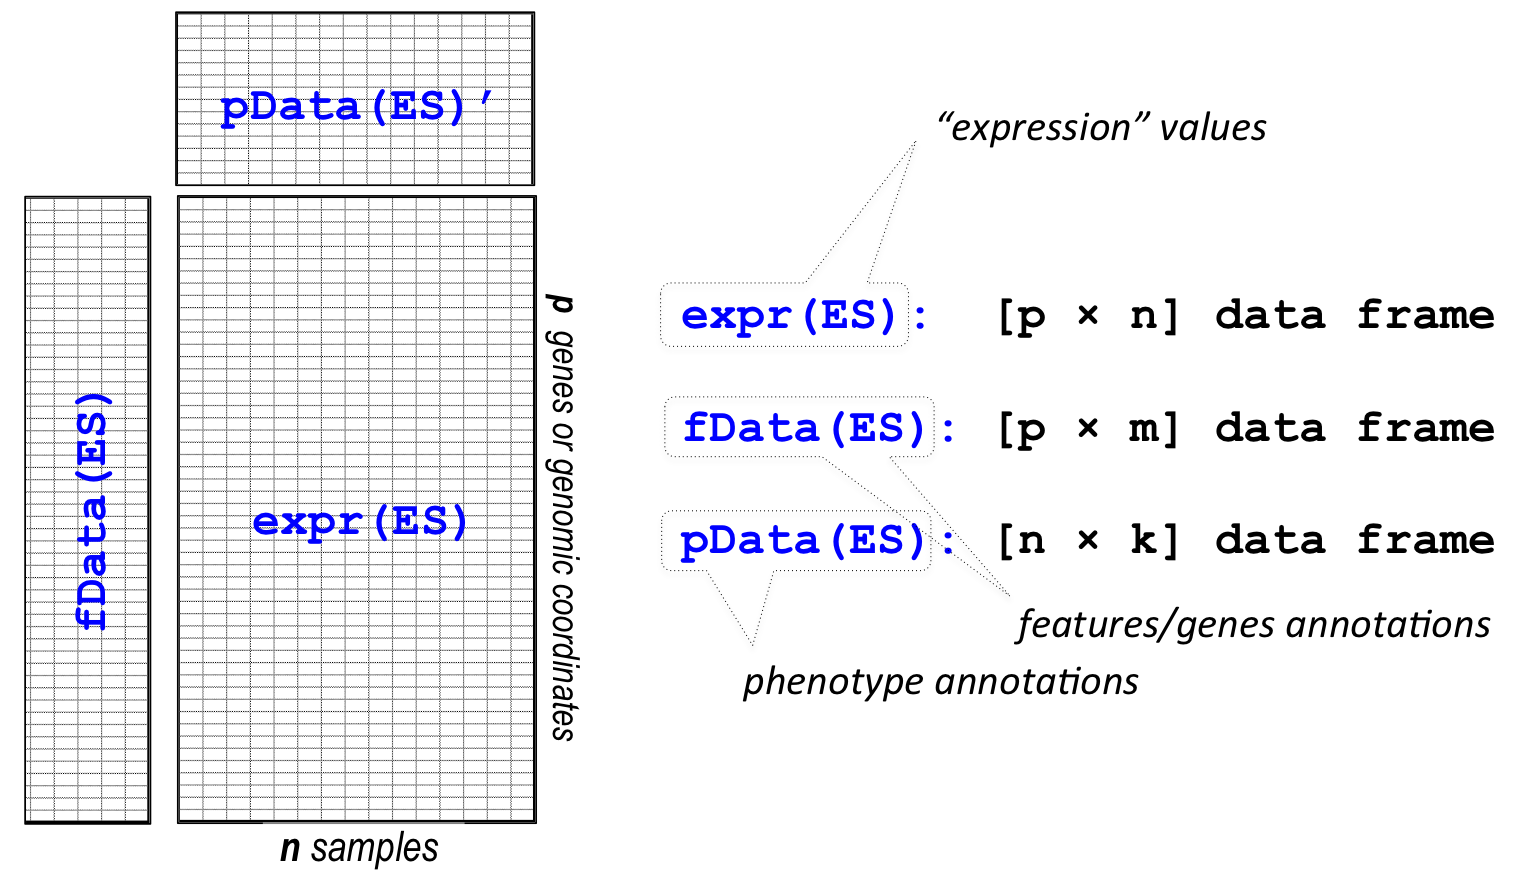 pData(ES)′
fData(ES)
expr(ES)
p genes or genomic coordinates
n samples
“expression” values
expr(ES): [p × n] data frame
fData(ES): [p × m] data frame
pData(ES): [n × k] data frame
features/genes annotations
phenotype annotations